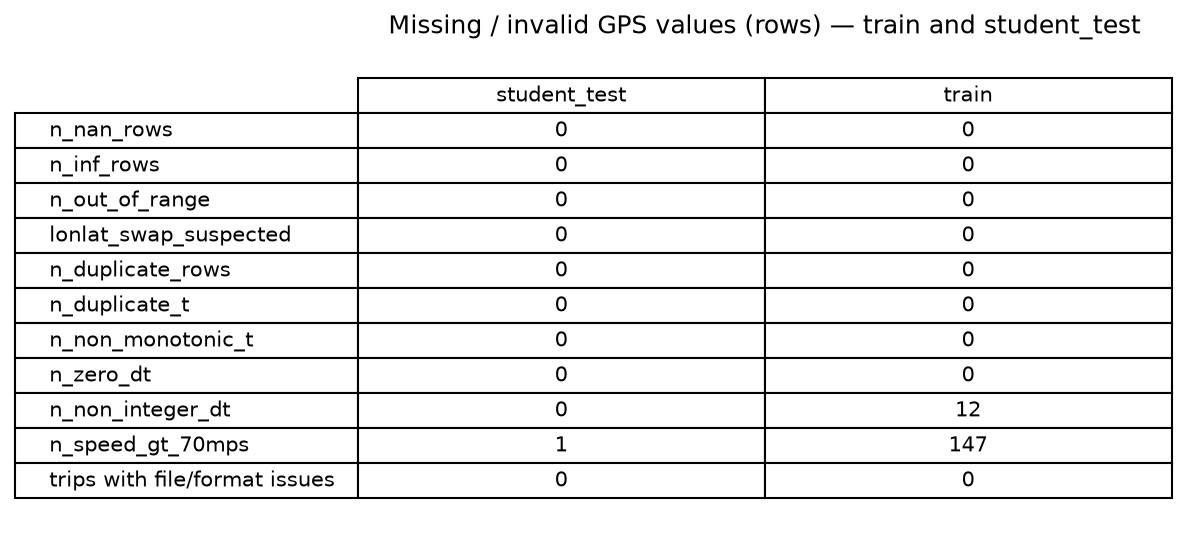 Missing / invalid GPS values (rows) — train and student_test
student_test train
n_nan_rows 0 0
n_inf_rows 0 0
n_out_of_range 0 0
lonlat_swap_suspected 0 0
n_duplicate_rows 0 0
n_duplicate_t 0 0
n_non_monotonic_t 0 0
n_zero_dt 0 0
n_non_integer_dt 0 12
n_speed_gt_70mps 1 147
trips with file/format issues 0 0